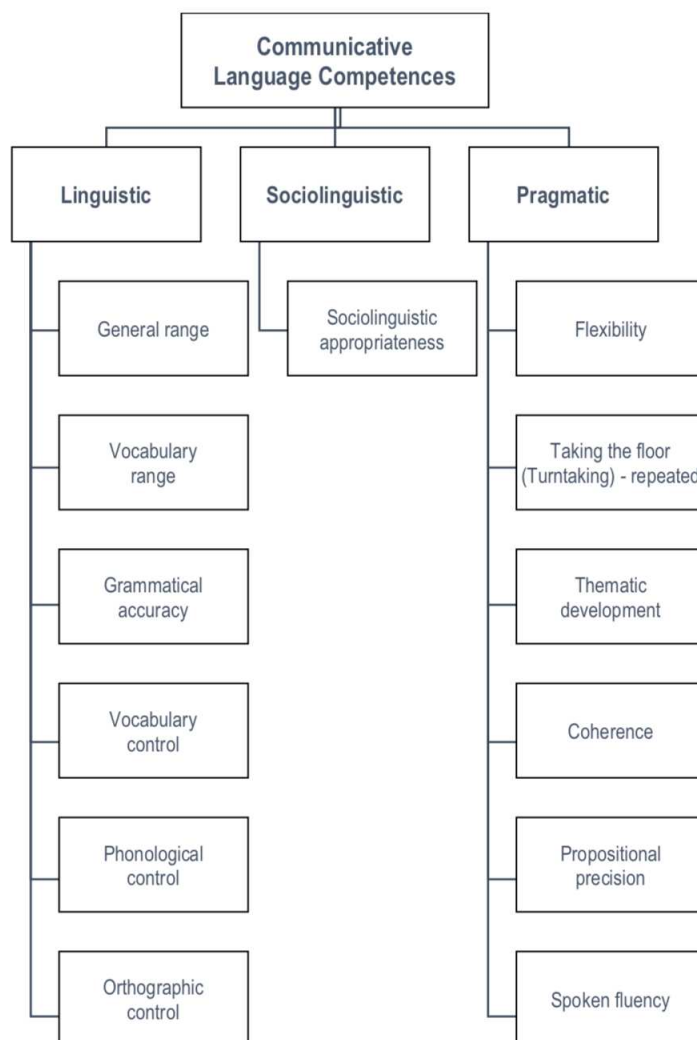 Communicative
Language Competences
Linguistic
Sociolinguistic
Pragmatic
General range
Sociolinguistic
appropriateness
Flexibility
Vocabulary
range
Taking the floor
(Turntaking) - repeated
Grammatical
accuracy
Thematic
development
Vocabulary
control
Coherence
Phonological
control
Propositional
precision
Orthographic
control
Spoken fluency